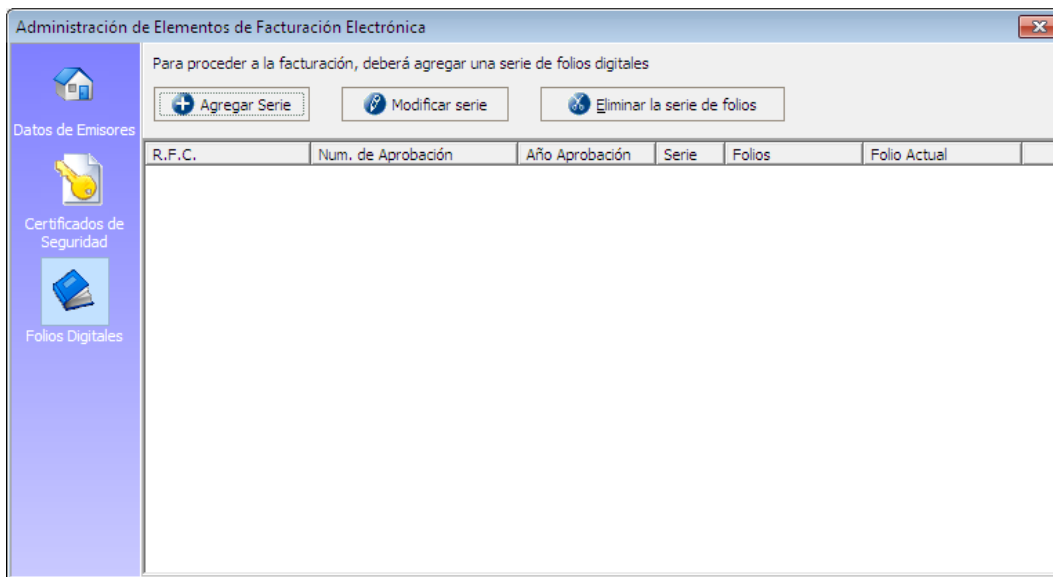 Administración de Elementos de Facturación Electrónica
Para proceder a la facturación, deberá agregar una serie de folios digitales
Agregar Serie
Modificar serie
Eliminar la serie de folios
Datos de Emisores
Certificados de
Seguridad
Folios Digitales
R.F.C. Num. de Aprobación Año Aprobación Serie Folios Folio Actual